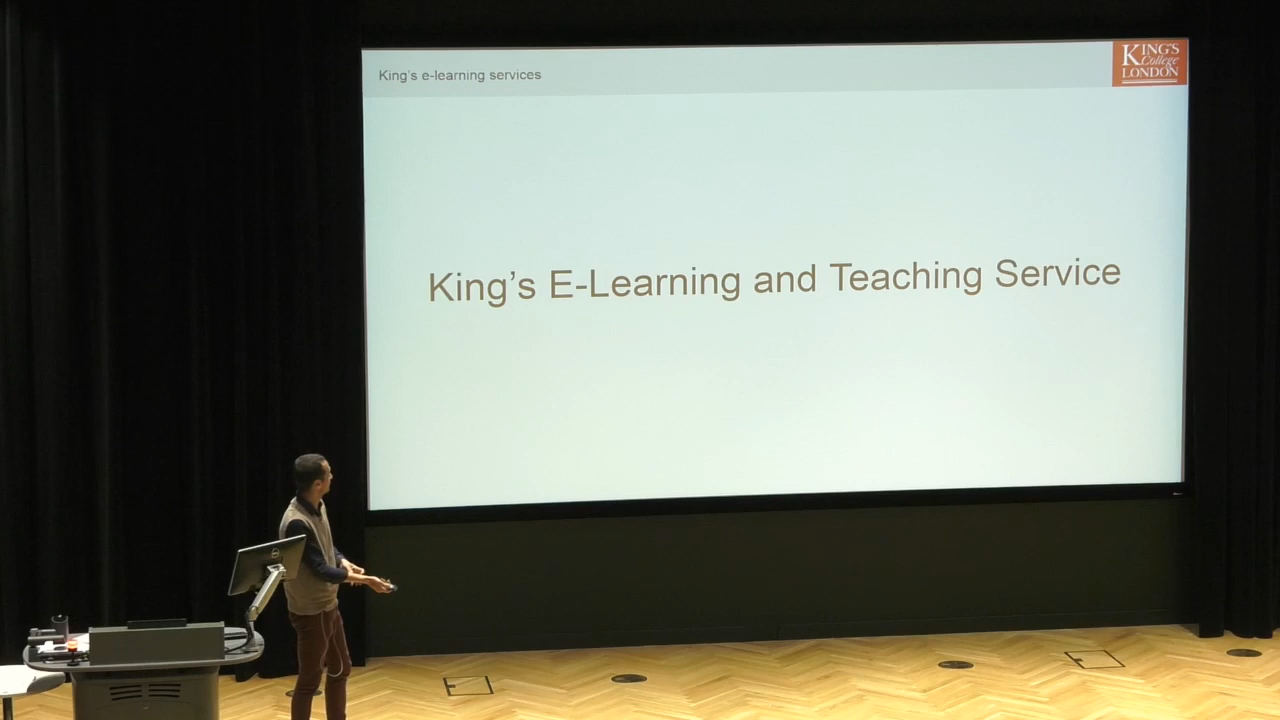 King's e-learning services
KING'S
College
LONDON
King's E-Learning and Teaching Service